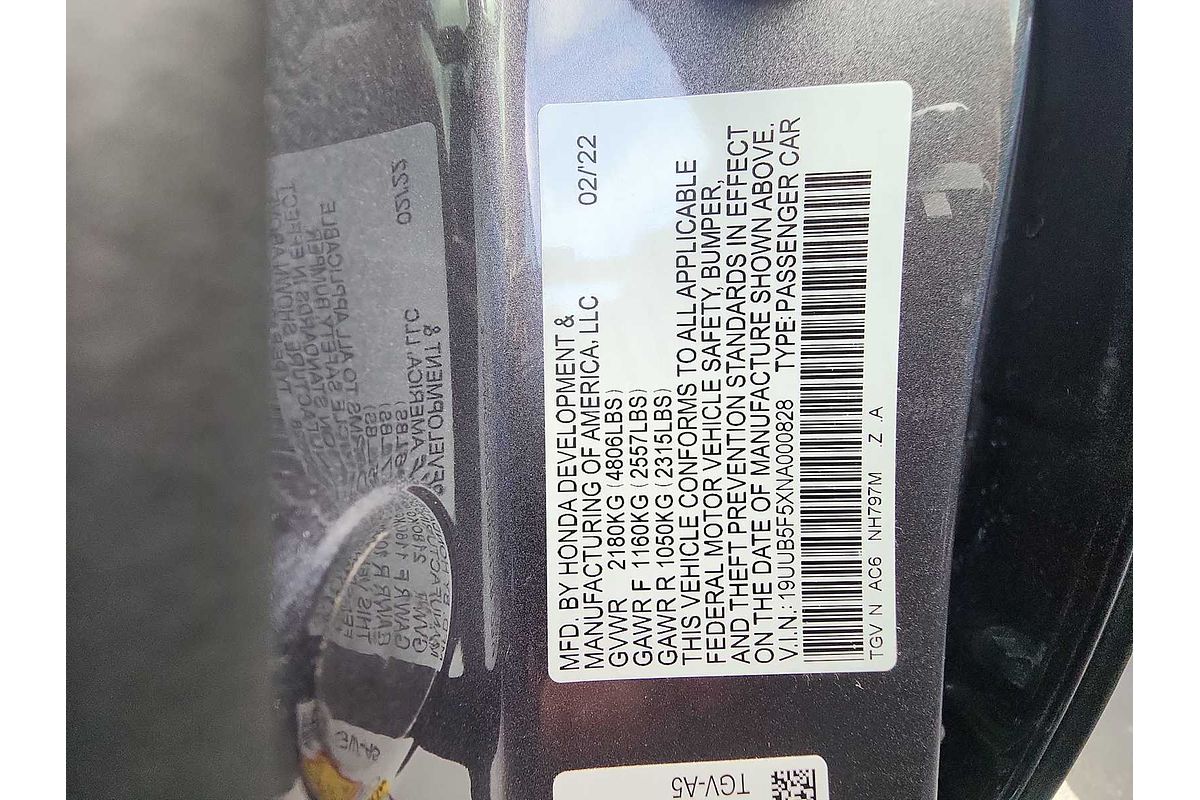 MFD. BY HONDA DEVELOPMENT & 02/'22
MANUFACTURING OF AMERICA, LLC
GVWR 2180KG (4806LBS)
GAWR F 1160KG (2557LBS)
GAWR R 1050KG (2315LBS)
THIS VEHICLE CONFORMS TO ALL APPLICABLE
FEDERAL MOTOR VEHICLE SAFETY, BUMPER,
AND THEFT PREVENTION STANDARDS IN EFFECT
ON THE DATE OF MANUFACTURE SHOWN ABOVE.
V.I.N.: 19UUB5F5XNA000828 TYPE: PASSENGER CAR
TGV N AC6 NH797M Z .A
TGV-A5